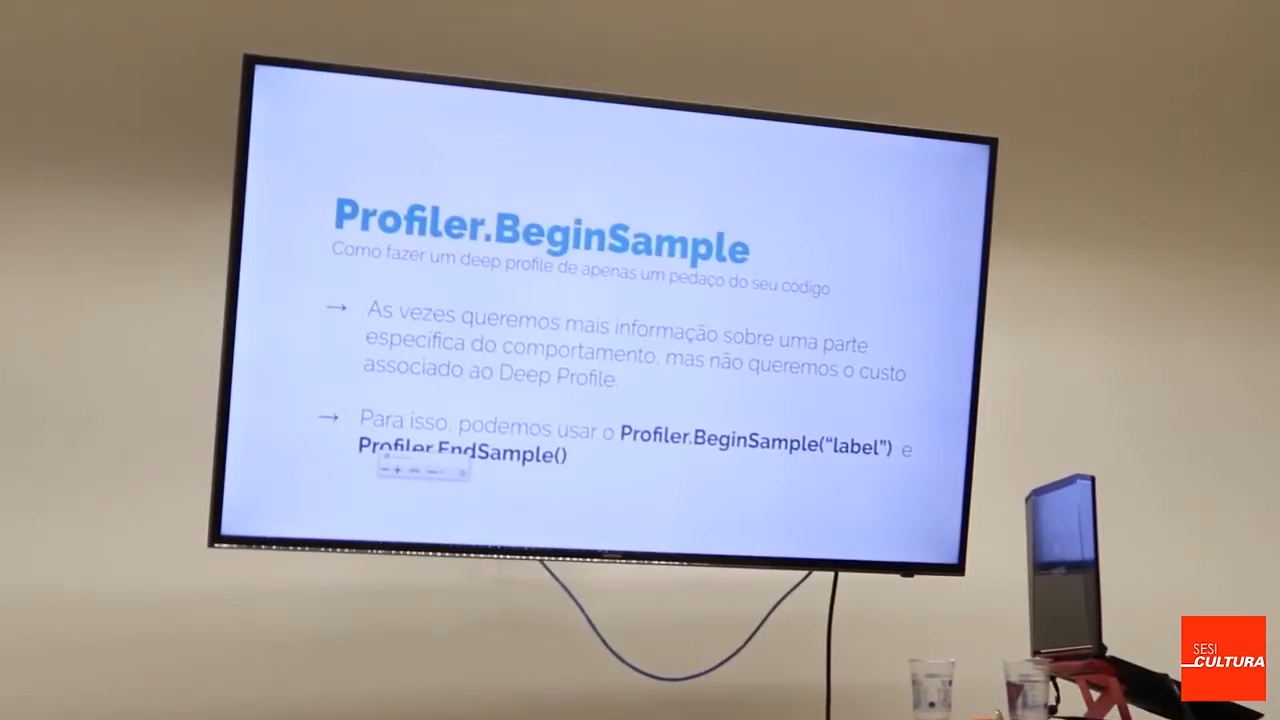 Profiler.BeginSample
Como fazer um deep profile de apenas um pedaço do seu código
→ As vezes queremos mais informação sobre uma parte
específica do comportamento, mas não queremos o custo
associado ao Deep Profile.
→ Para isso, podemos usar o Profiler.BeginSample(“label”) e
Profiler.EndSample()
SESI
CULTURA